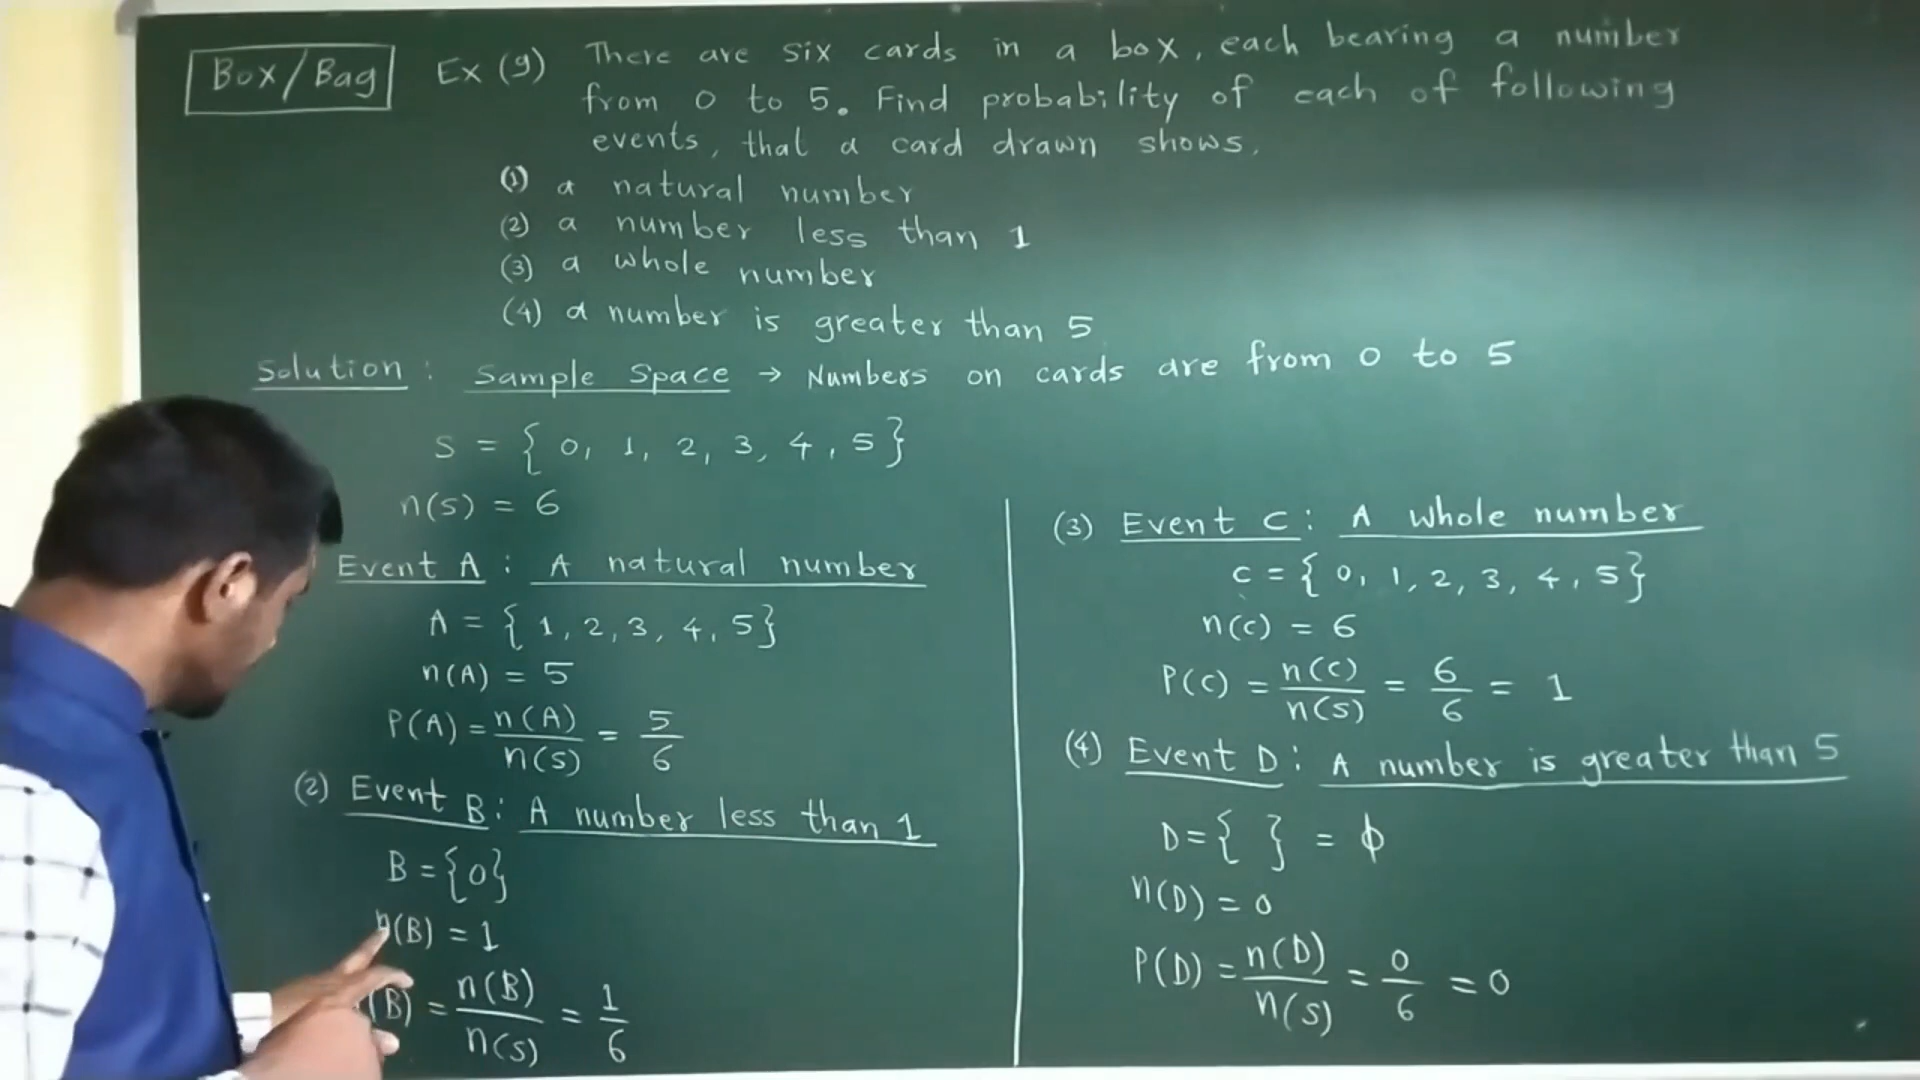 Box/Bag
Ex (9) There are six cards in a box, each bearing a number
from 0 to 5. Find probability of each of following
events, that a card drawn shows.
(1) a natural number
(2) a number less than 1
(3) a whole number
(4) a number is greater than 5
Solution : Sample Space → Numbers on cards are from 0 to 5
S = { 0, 1, 2, 3, 4, 5 }
n(S) = 6
Event A : A natural number
A = { 1, 2, 3, 4, 5 }
n(A) = 5
P(A) = n(A)/n(S) = 5/6
(2) Event B : A number less than 1
B = {0}
n(B) = 1
(B) = n(B)/n(S) = 1/6
(3) Event C : A whole number
C = { 0, 1, 2, 3, 4, 5 }
n(C) = 6
P(C) = n(C)/n(S) = 6/6 = 1
(4) Event D : A number is greater than 5
D = { } = ϕ
n(D) = 0
P(D) = n(D)/n(S) = 0/6 = 0